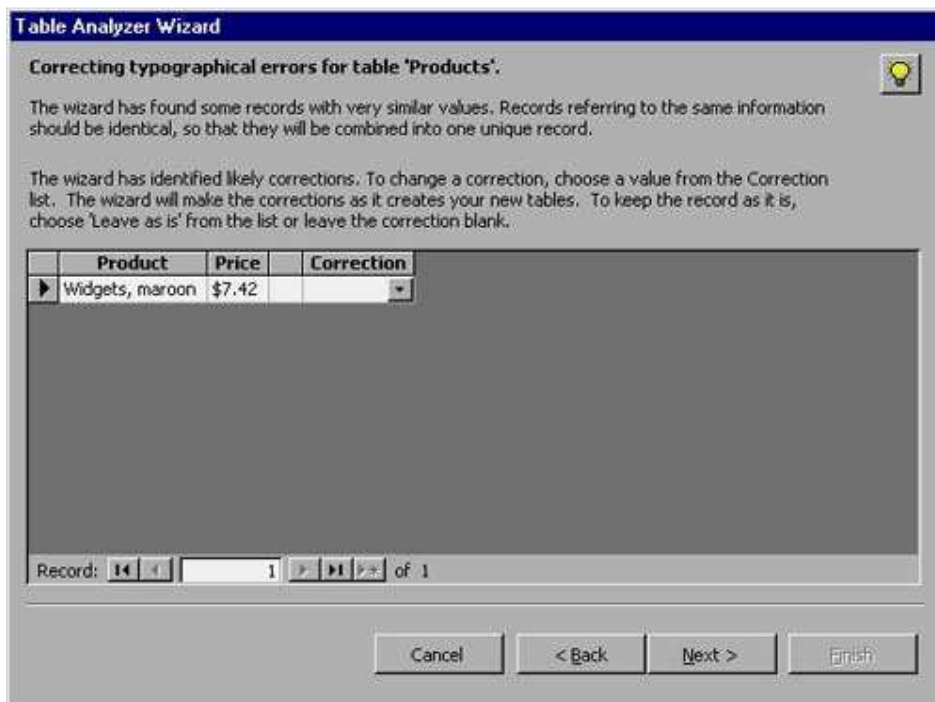 Table Analyzer Wizard
Correcting typographical errors for table 'Products'.
The wizard has found some records with very similar values. Records referring to the same information
should be identical, so that they will be combined into one unique record.
The wizard has identified likely corrections. To change a correction, choose a value from the Correction
list. The wizard will make the corrections as it creates your new tables. To keep the record as it is,
choose 'Leave as is' from the list or leave the correction blank.
Product Price Correction
Widgets, maroon $7.42
Record: 1 of 1
Cancel < Back Next > Finish